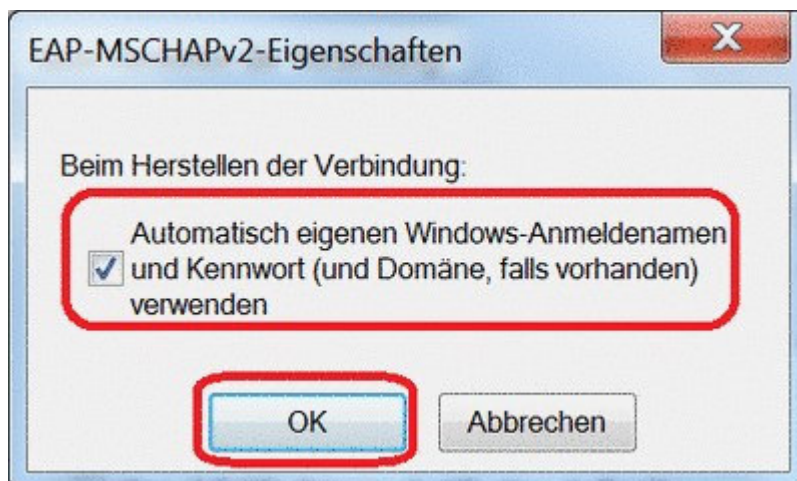 EAP-MSCHAPv2-Eigenschaften
Beim Herstellen der Verbindung:
Automatisch eigenen Windows-Anmeldenamen
und Kennwort (und Domäne, falls vorhanden)
verwenden
OK Abbrechen